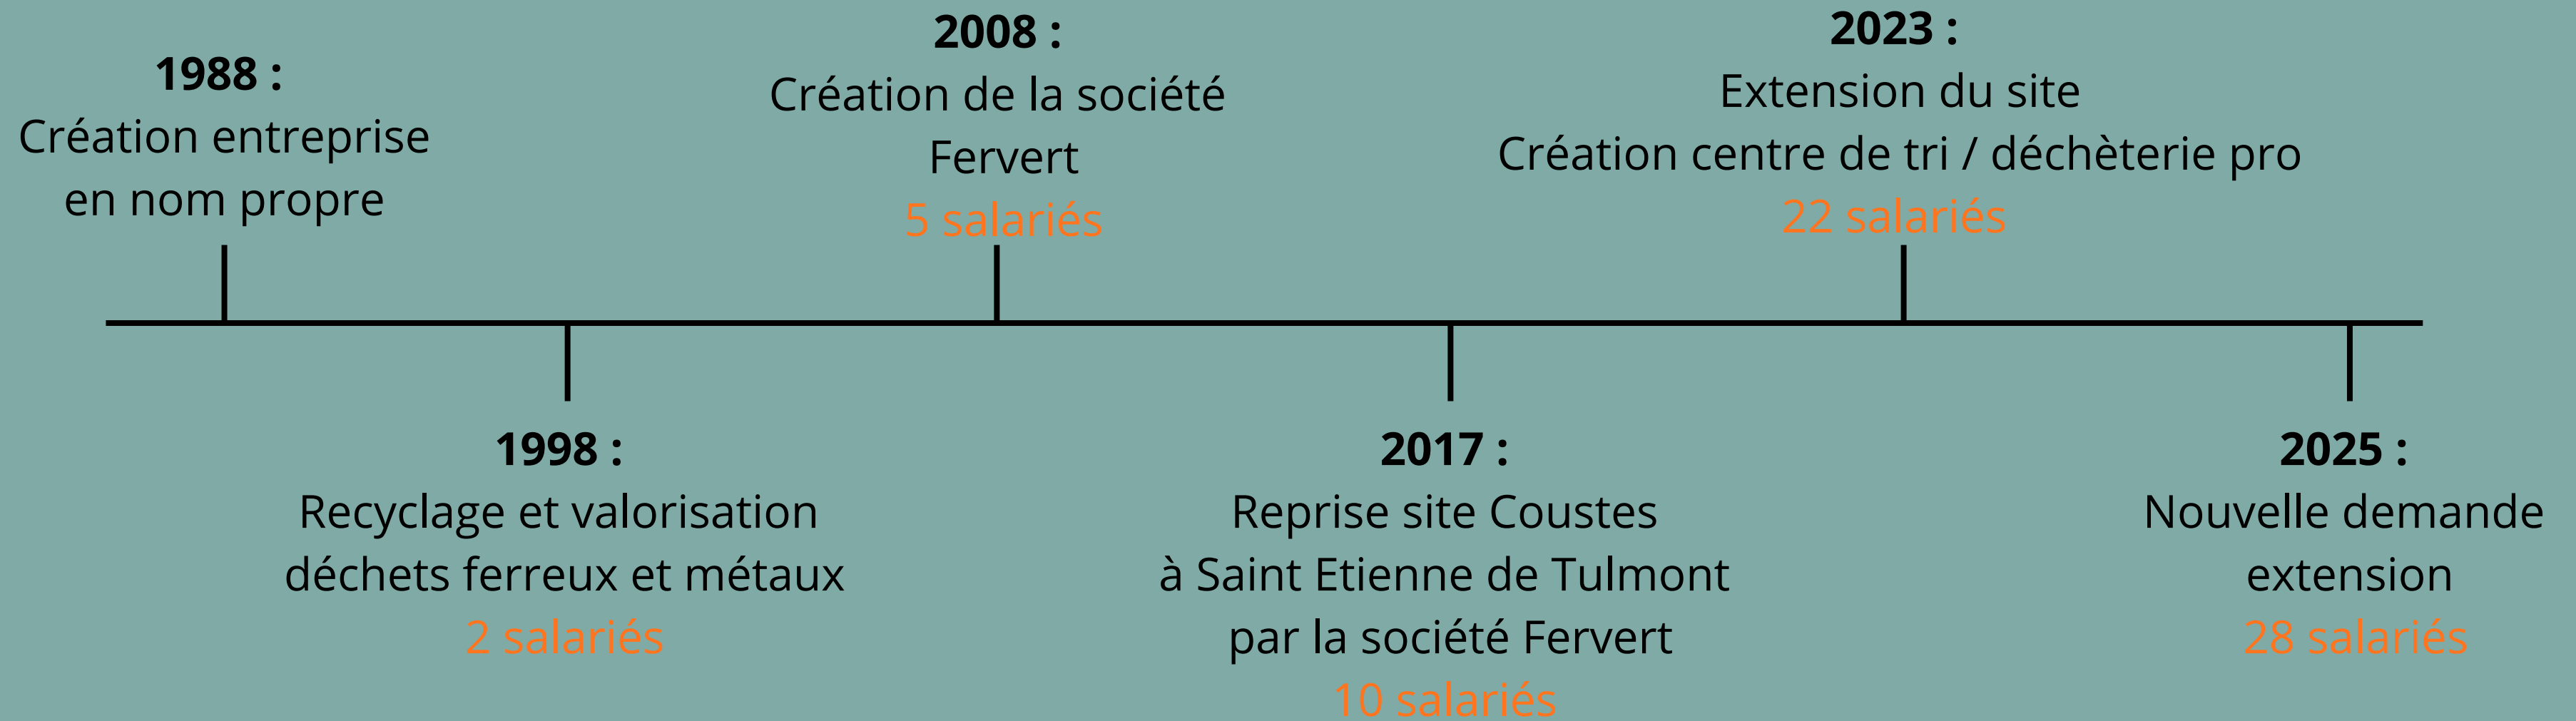 1988 :
Création entreprise
en nom propre
1998 :
Recyclage et valorisation
déchets ferreux et métaux
2 salariés
2008 :
Création de la société
Fervert
5 salariés
2017 :
Reprise site Coustes
à Saint Etienne de Tulmont
par la société Fervert
10 salariés
2023 :
Extension du site
Création centre de tri / déchèterie pro
22 salariés
2025 :
Nouvelle demande
extension
28 salariés